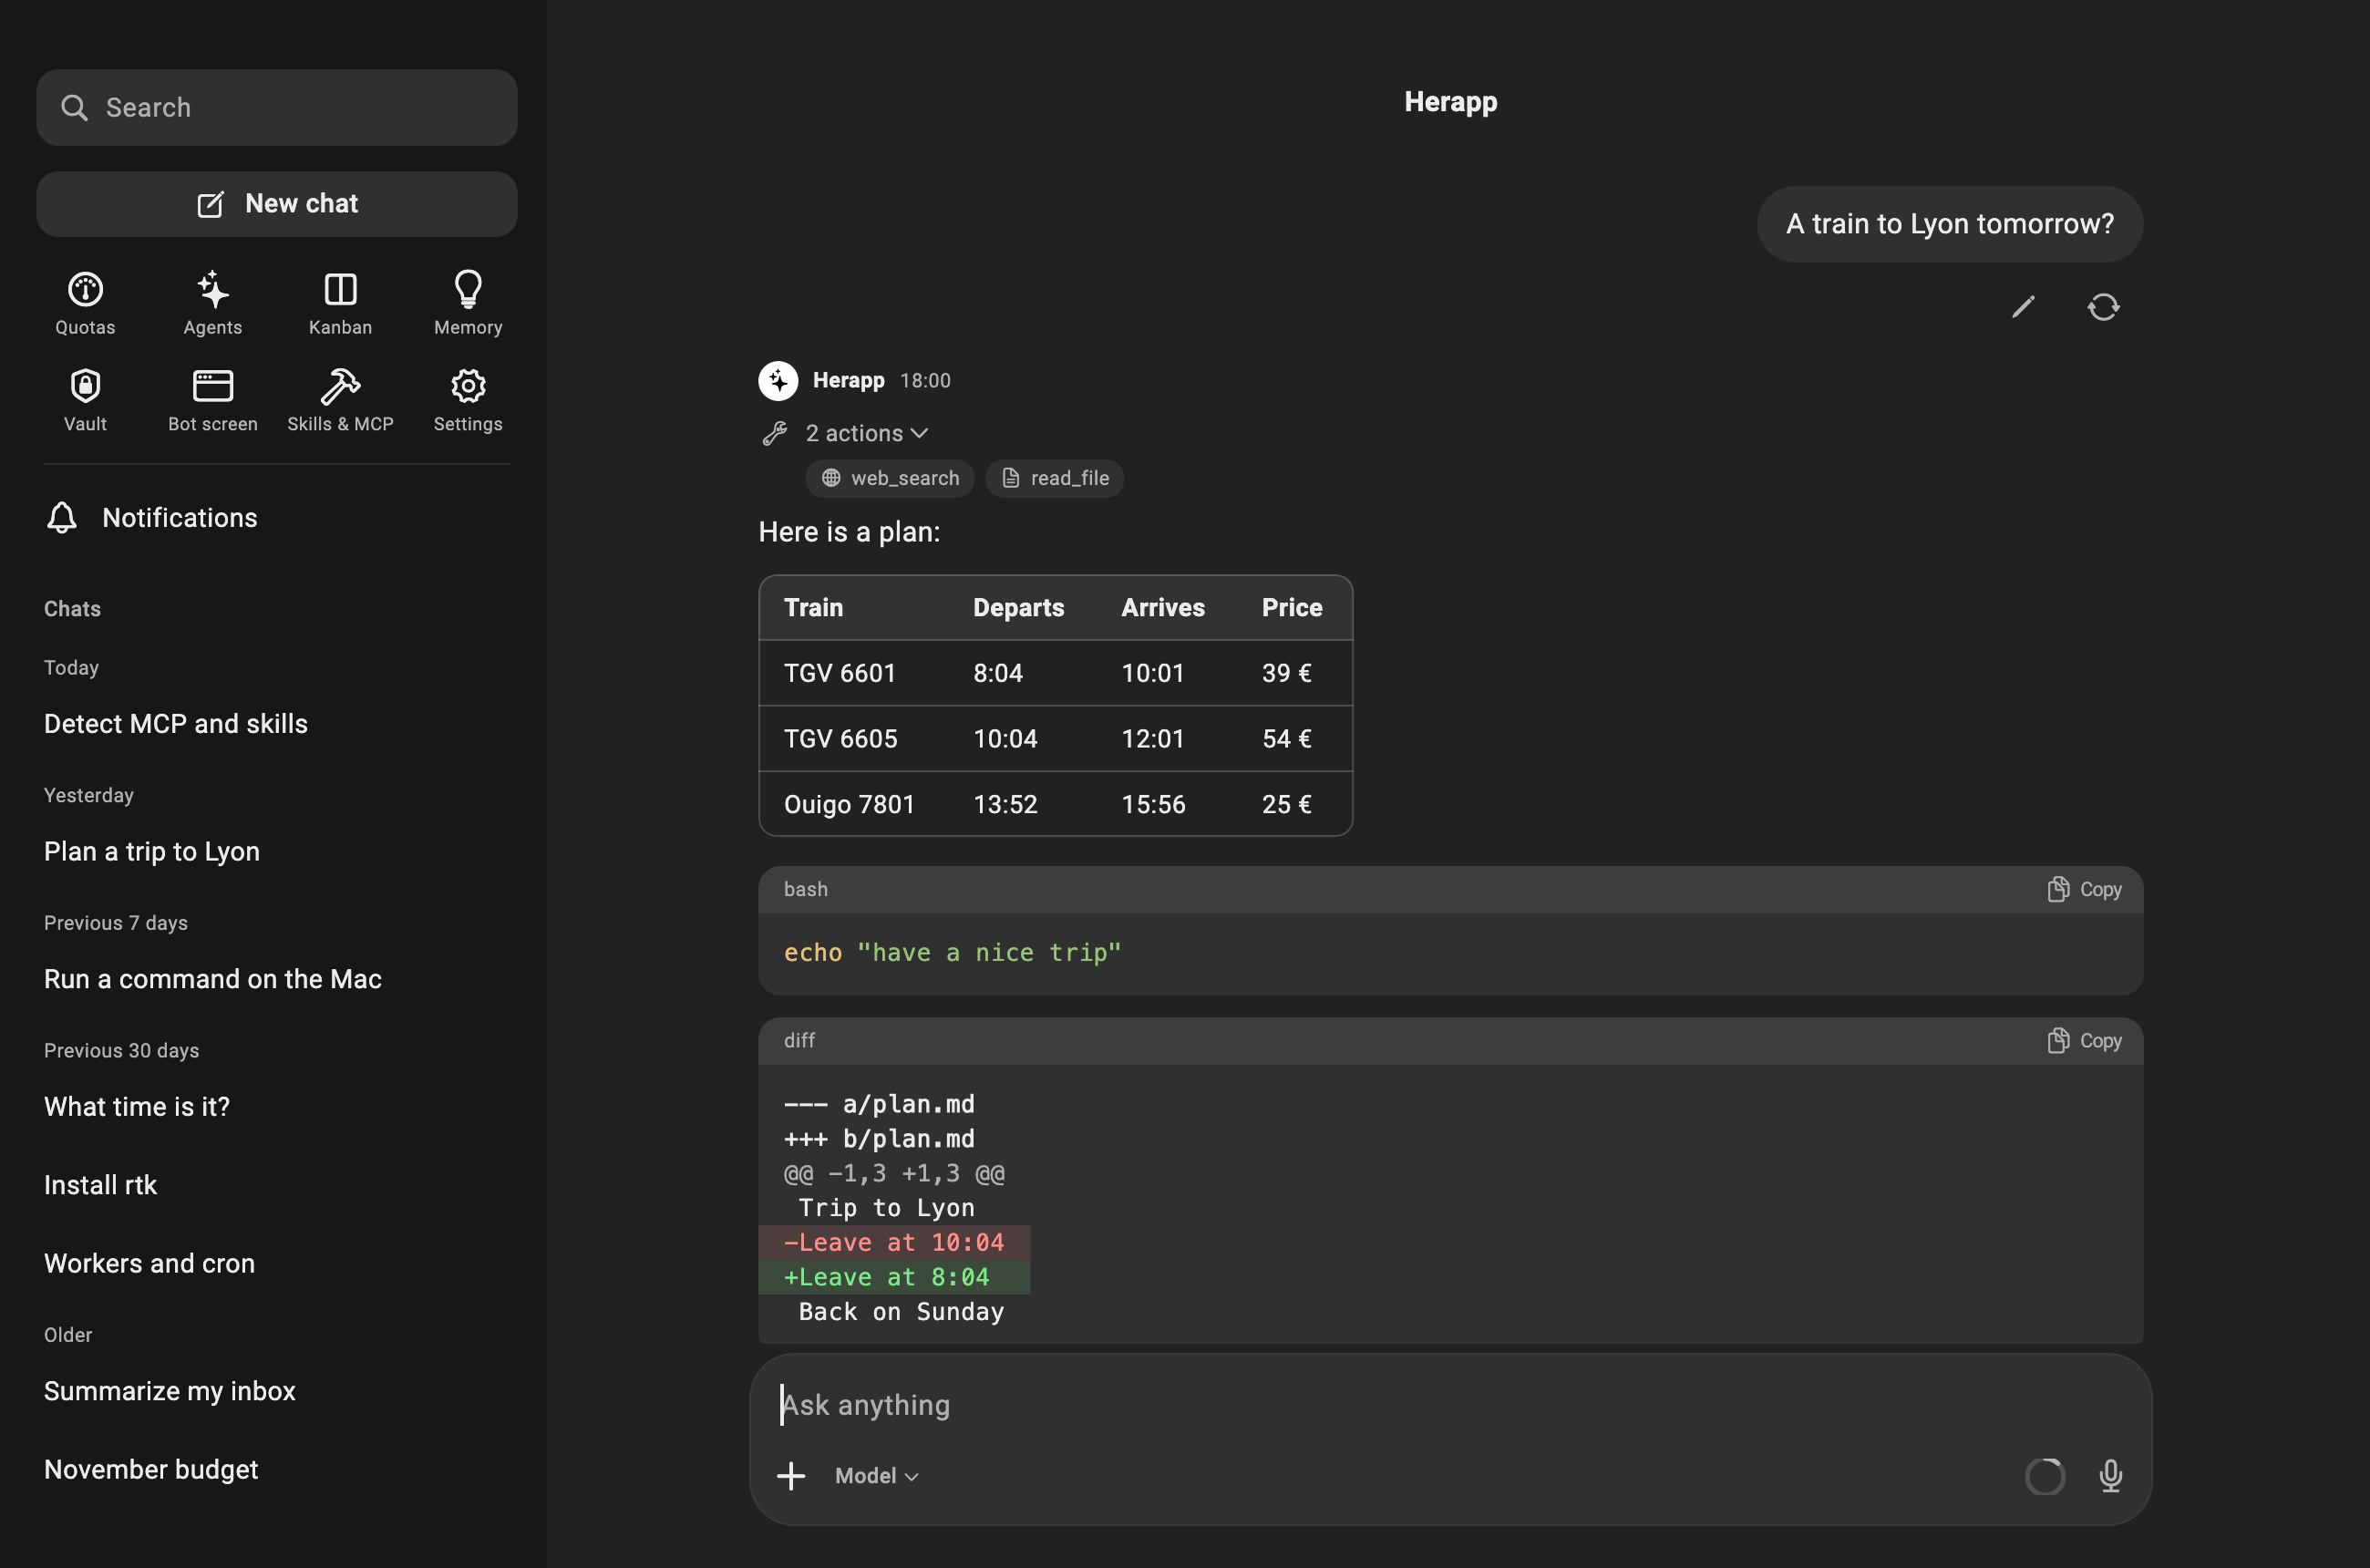 Search
New chat
Quotas Agents Kanban Memory
Vault Bot screen Skills & MCP Settings
Notifications
Chats
Today
Detect MCP and skills
Yesterday
Plan a trip to Lyon
Previous 7 days
Run a command on the Mac
Previous 30 days
What time is it?
Install rtk
Workers and cron
Older
Summarize my inbox
November budget
Herapp
A train to Lyon tomorrow?
Herapp 18:00
2 actions
web_search read_file
Here is a plan:
Train Departs Arrives Price
TGV 6601 8:04 10:01 39 €
TGV 6605 10:04 12:01 54 €
Ouigo 7801 13:52 15:56 25 €
bash Copy
echo "have a nice trip"
diff Copy
--- a/plan.md
+++ b/plan.md
@@ -1,3 +1,3 @@
 Trip to Lyon
-Leave at 10:04
+Leave at 8:04
 Back on Sunday
Ask anything
Model